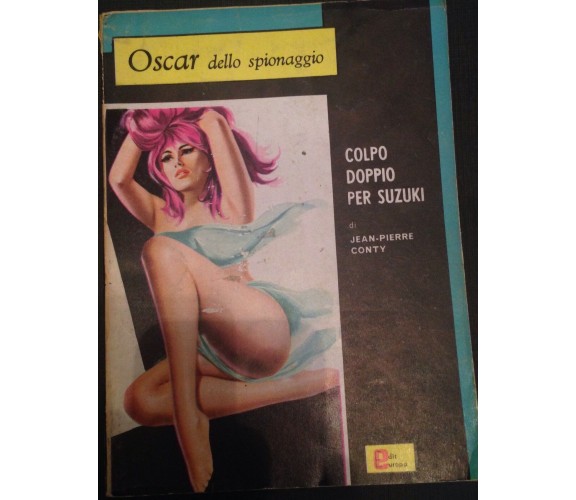 Oscar dello spionaggio
COLPO
DOPPIO
PER SUZUKI
di
JEAN-PIERRE
CONTY